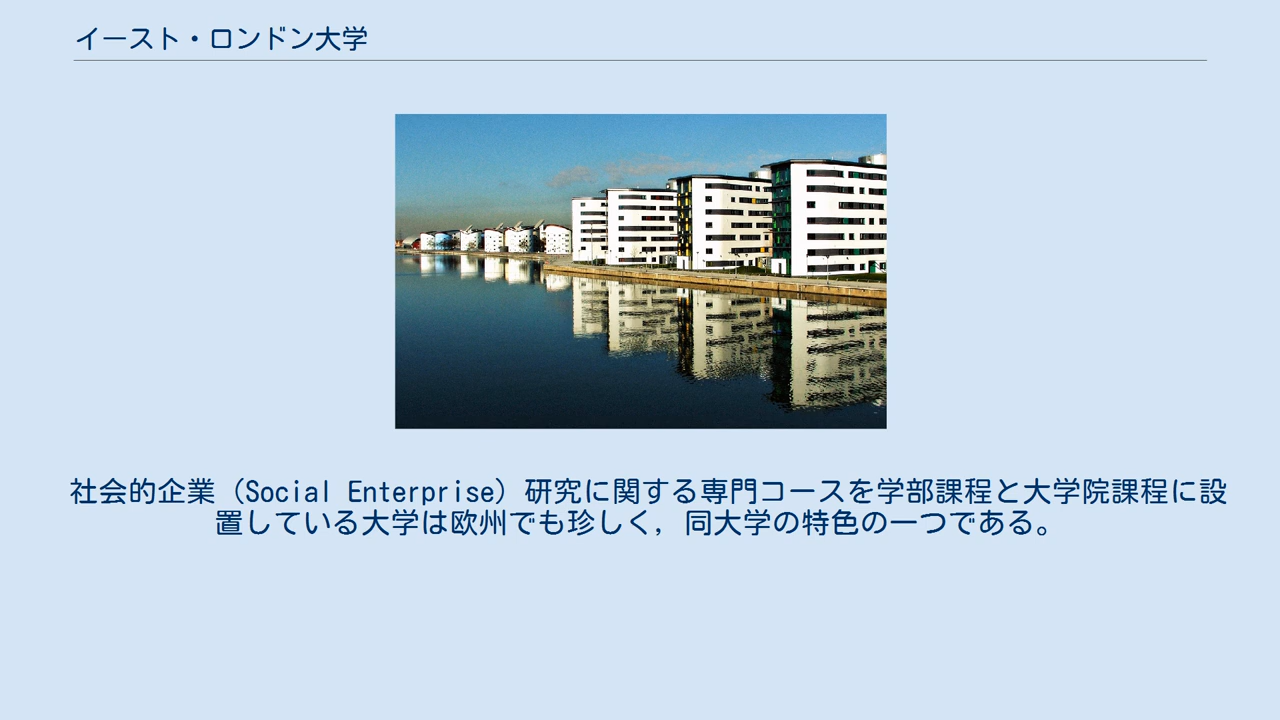 イースト・ロンドン大学
社会的企業（Social Enterprise）研究に関する専門コースを学部課程と大学院課程に設
置している大学は欧州でも珍しく，同大学の特色の一つである。